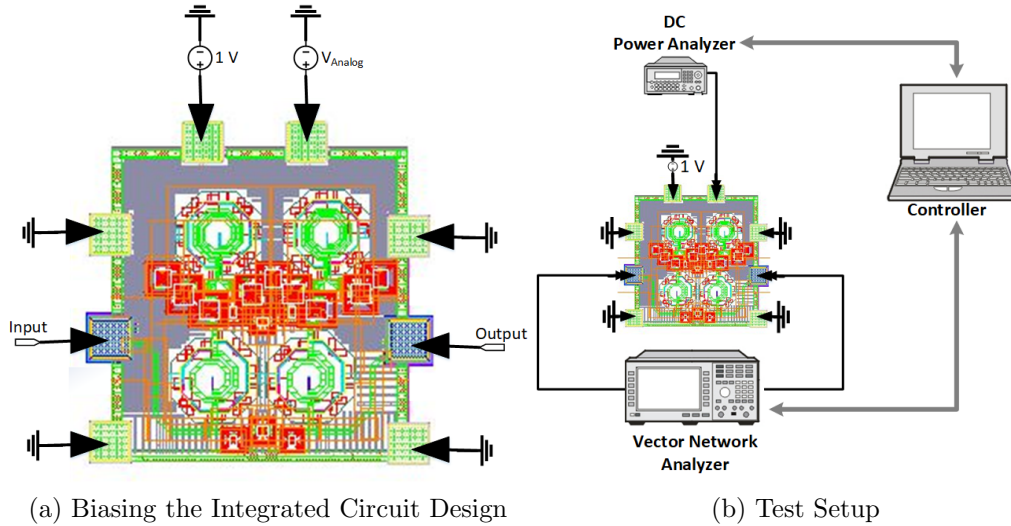 1 V
V_Analog
Input
Output
(a) Biasing the Integrated Circuit Design
DC
Power Analyzer
1 V
Controller
Vector Network
Analyzer
(b) Test Setup